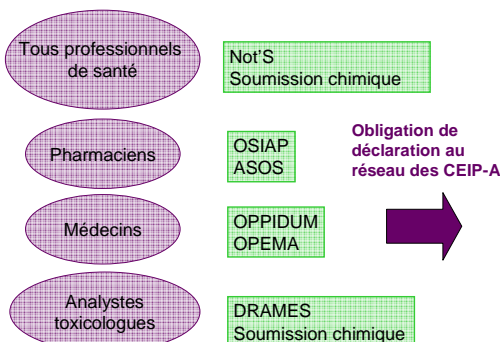 Tous professionnels
de santé
Not'S
Soumission chimique
Pharmaciens
OSIAP
ASOS
Obligation de
déclaration au
réseau des CEIP-A
Médecins
OPPIDUM
OPEMA
Analystes
toxicologues
DRAMES
Soumission chimique